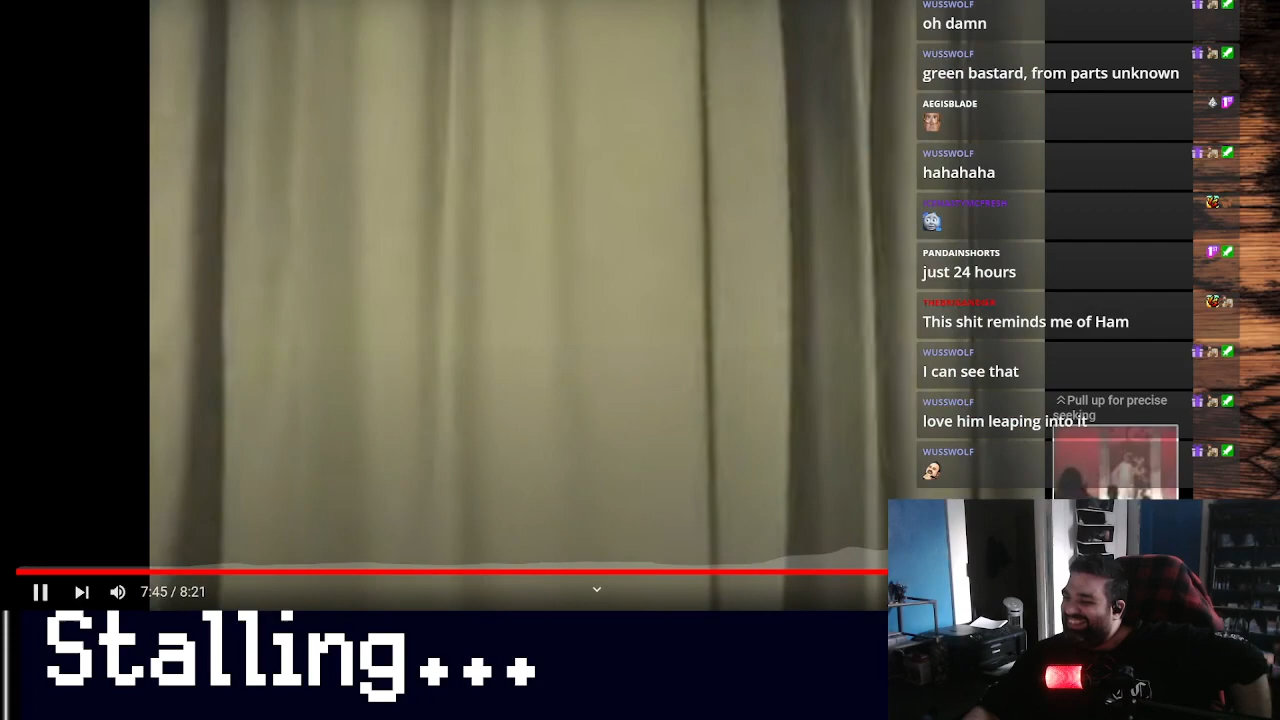 WUSSWOLF
oh damn
WUSSWOLF
green bastard, from parts unknown
AEGISBLADE
WUSSWOLF
hahahaha
PANDAINSHORTS
just 24 hours
This shit reminds me of Ham
WUSSWOLF
I can see that
Pull up for precise
seeking
WUSSWOLF
love him leaping into it
WUSSWOLF
7:45 / 8:21
Stalling...